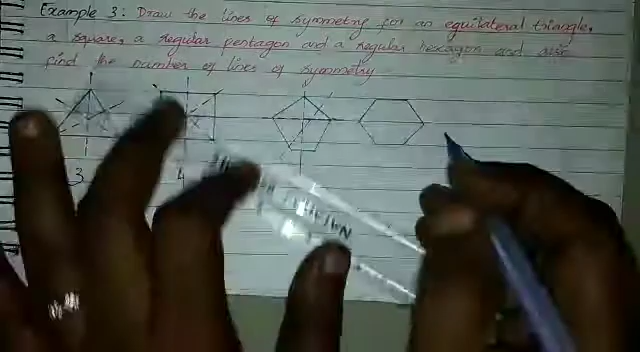 Example 3: Draw the lines of symmetry for an equilateral triangle,
a square, a regular pentagon and a regular hexagon and also
find the number of lines of symmetry
3 4